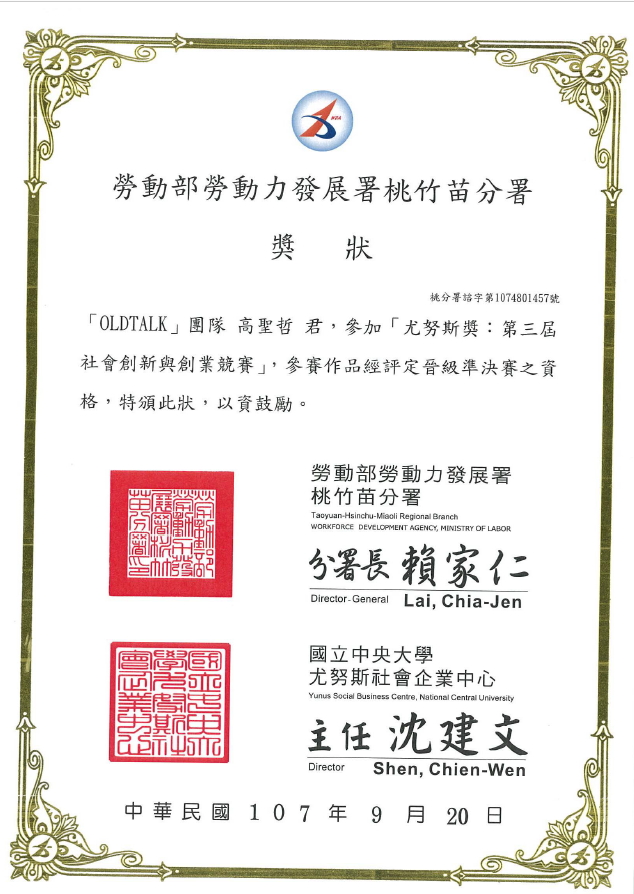 WDA
勞動部勞動力發展署桃竹苗分署
獎 狀
桃分署諮字第1074801457號
「OLDTALK」團隊 高聖哲 君，參加「尤努斯獎：第三屆
社會創新與創業競賽」，參賽作品經評定晉級準決賽之資
格，特頒此狀，以資鼓勵。
勞動部勞動力發展署
桃竹苗分署
Taoyuan-Hsinchu-Miaoli Regional Branch
WORKFORCE DEVELOPMENT AGENCY, MINISTRY OF LABOR
分署長 賴家仁
Director-General Lai, Chia-Jen
國立中央大學
尤努斯社會企業中心
Yunus Social Business Centre, National Central University
主任 沈建文
Director Shen, Chien-Wen
中華民國 107 年 9 月 20 日